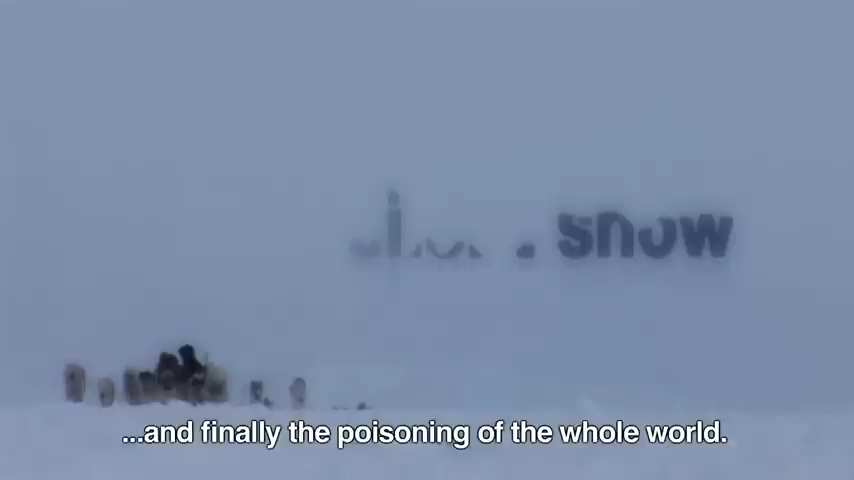 snow
...and finally the poisoning of the whole world.